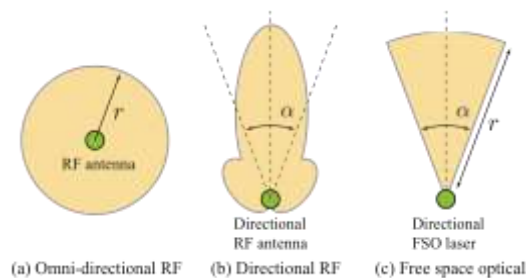 r
RF antenna
α
Directional
RF antenna
α
r
Directional
FSO laser
(a) Omni-directional RF
(b) Directional RF
(c) Free space optical